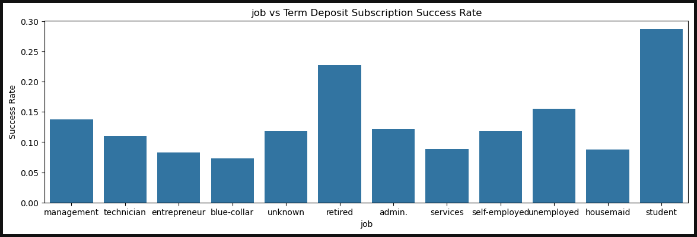 job vs Term Deposit Subscription Success Rate
0.30
0.25
0.20
0.15
0.10
0.05
0.00
Success Rate
management technician entrepreneur blue-collar unknown retired admin. services self-employed unemployed housemaid student
job